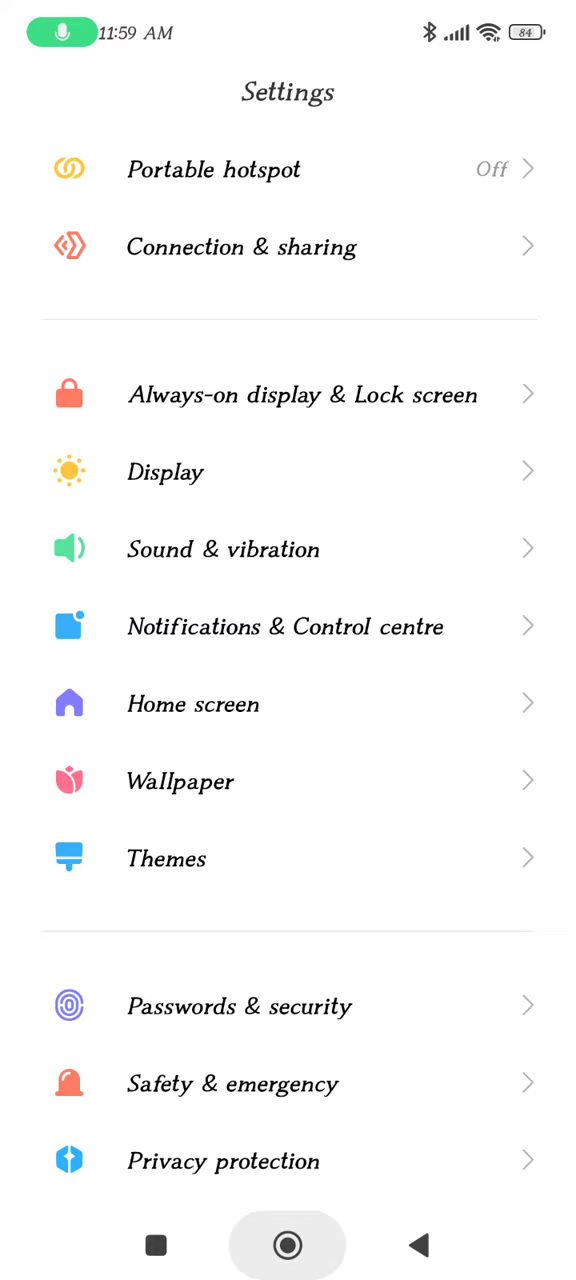 11:59 AM
84
Settings
Portable hotspot Off
Connection & sharing
Always-on display & Lock screen
Display
Sound & vibration
Notifications & Control centre
Home screen
Wallpaper
Themes
Passwords & security
Safety & emergency
Privacy protection